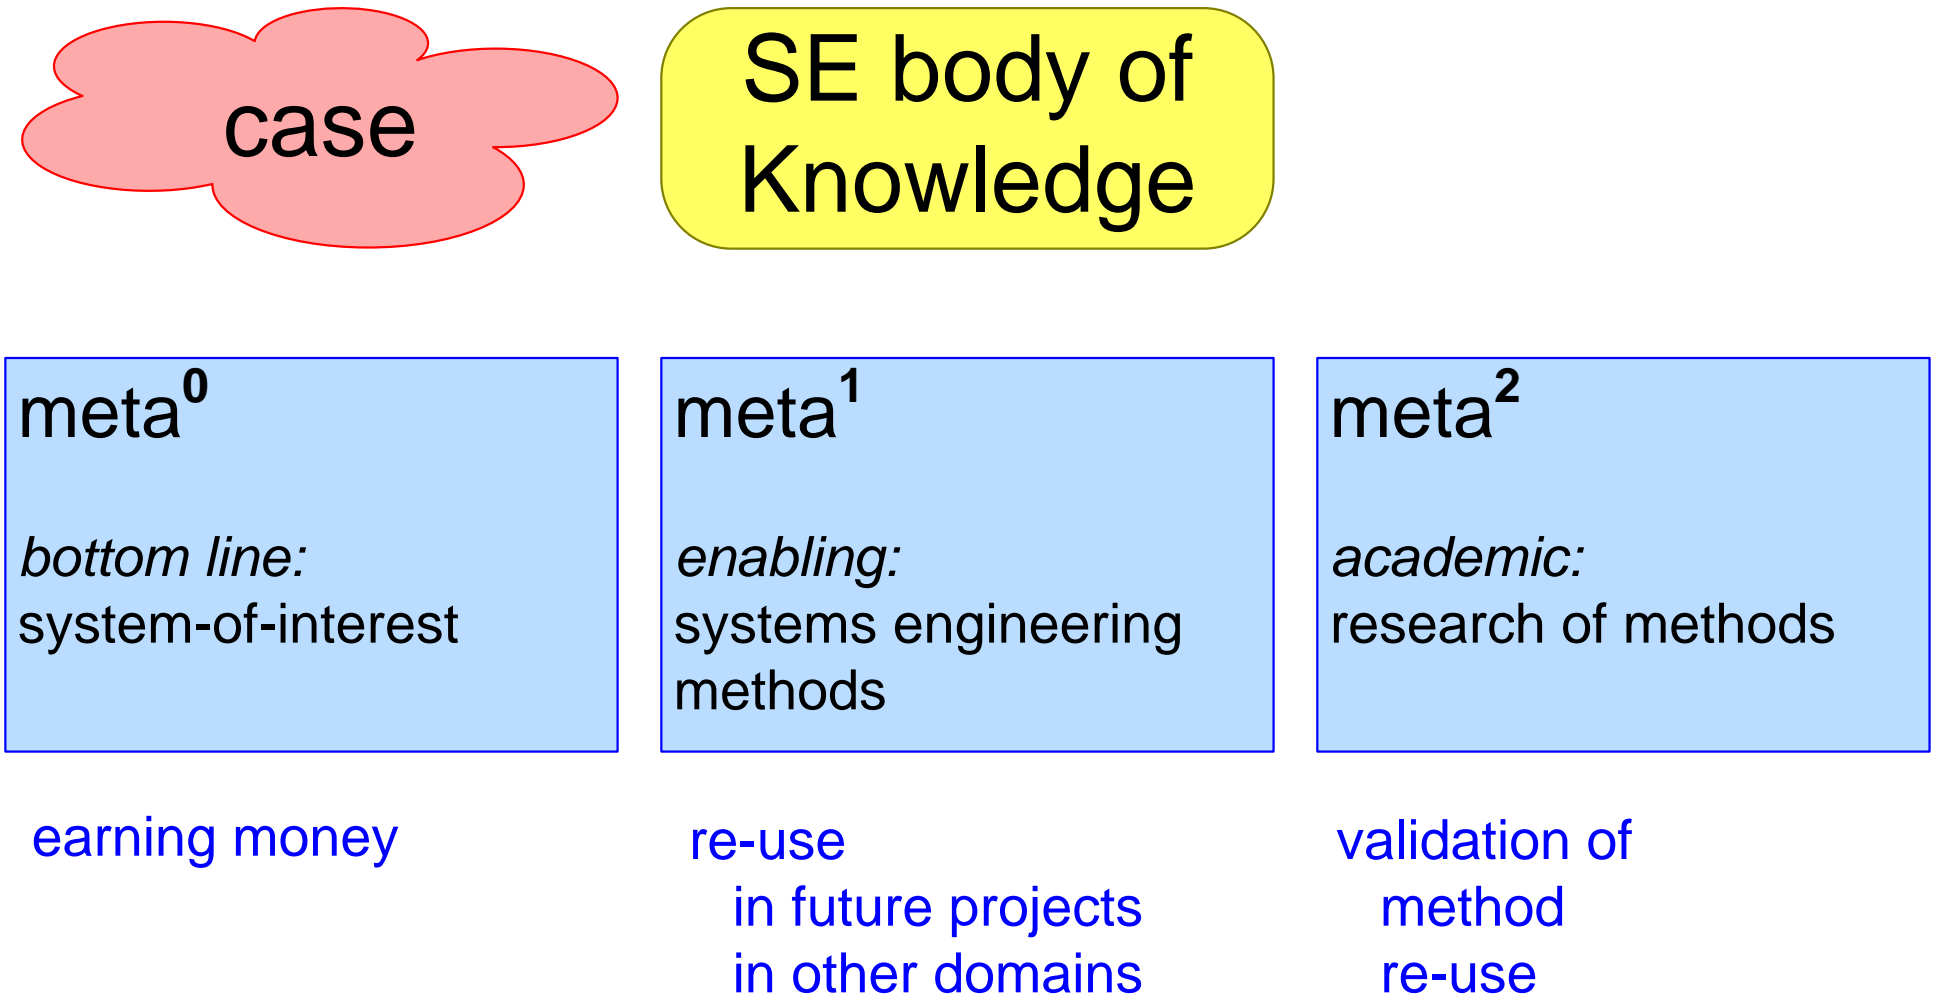 case
SE body of
Knowledge
meta⁰
bottom line:
system-of-interest
meta¹
enabling:
systems engineering
methods
meta²
academic:
research of methods
earning money
re-use
in future projects
in other domains
validation of
method
re-use